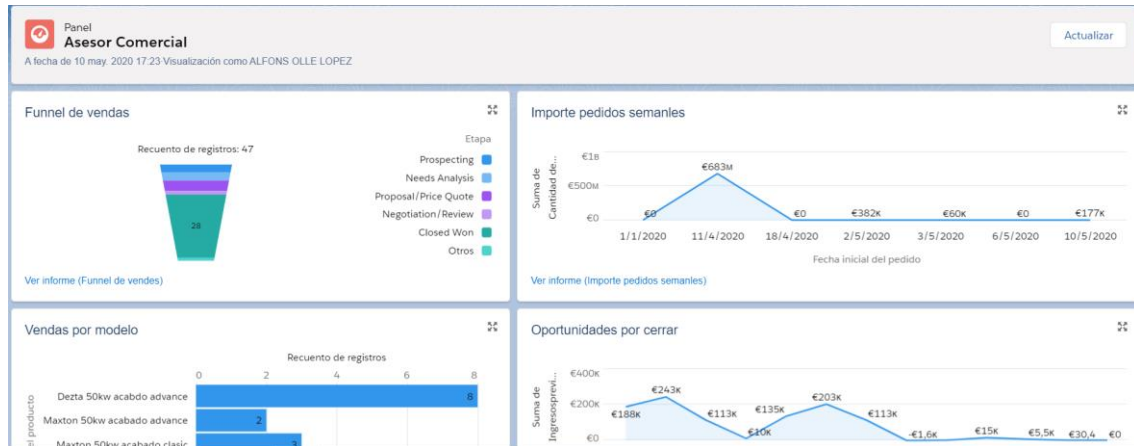 Panel
Asesor Comercial
Actualizar
A fecha de 10 may. 2020 17:23 Visualización como ALFONS OLLE LOPEZ
Funnel de vendas
Recuento de registros: 47
Etapa
Prospecting
Needs Analysis
Proposal/Price Quote
Negotiation/Review
Closed Won
Otros
28
Ver informe (Funnel de vendes)
Importe pedidos semanles
Suma de
Cantidad de...
€1B
€500M
€0
€0
€683M
€0
€382K
€60K
€0
€177K
1/1/2020 11/4/2020 18/4/2020 2/5/2020 3/5/2020 6/5/2020 10/5/2020
Fecha inicial del pedido
Ver informe (Importe pedidos semanles)
Vendas por modelo
Recuento de registros
0 2 4 6 8
el producto
Dezta 50kw acabdo advance
8
Maxton 50kw acabado advance
2
Maxton 50kw acabado clasic
3
Oportunidades por cerrar
Suma de
Ingresosprevi...
€400K
€200K
€0
€188K
€243K
€113K
€10K
€135K
€203K
€113K
-€1,6K
€15K
€5,5K
€30,4
€0